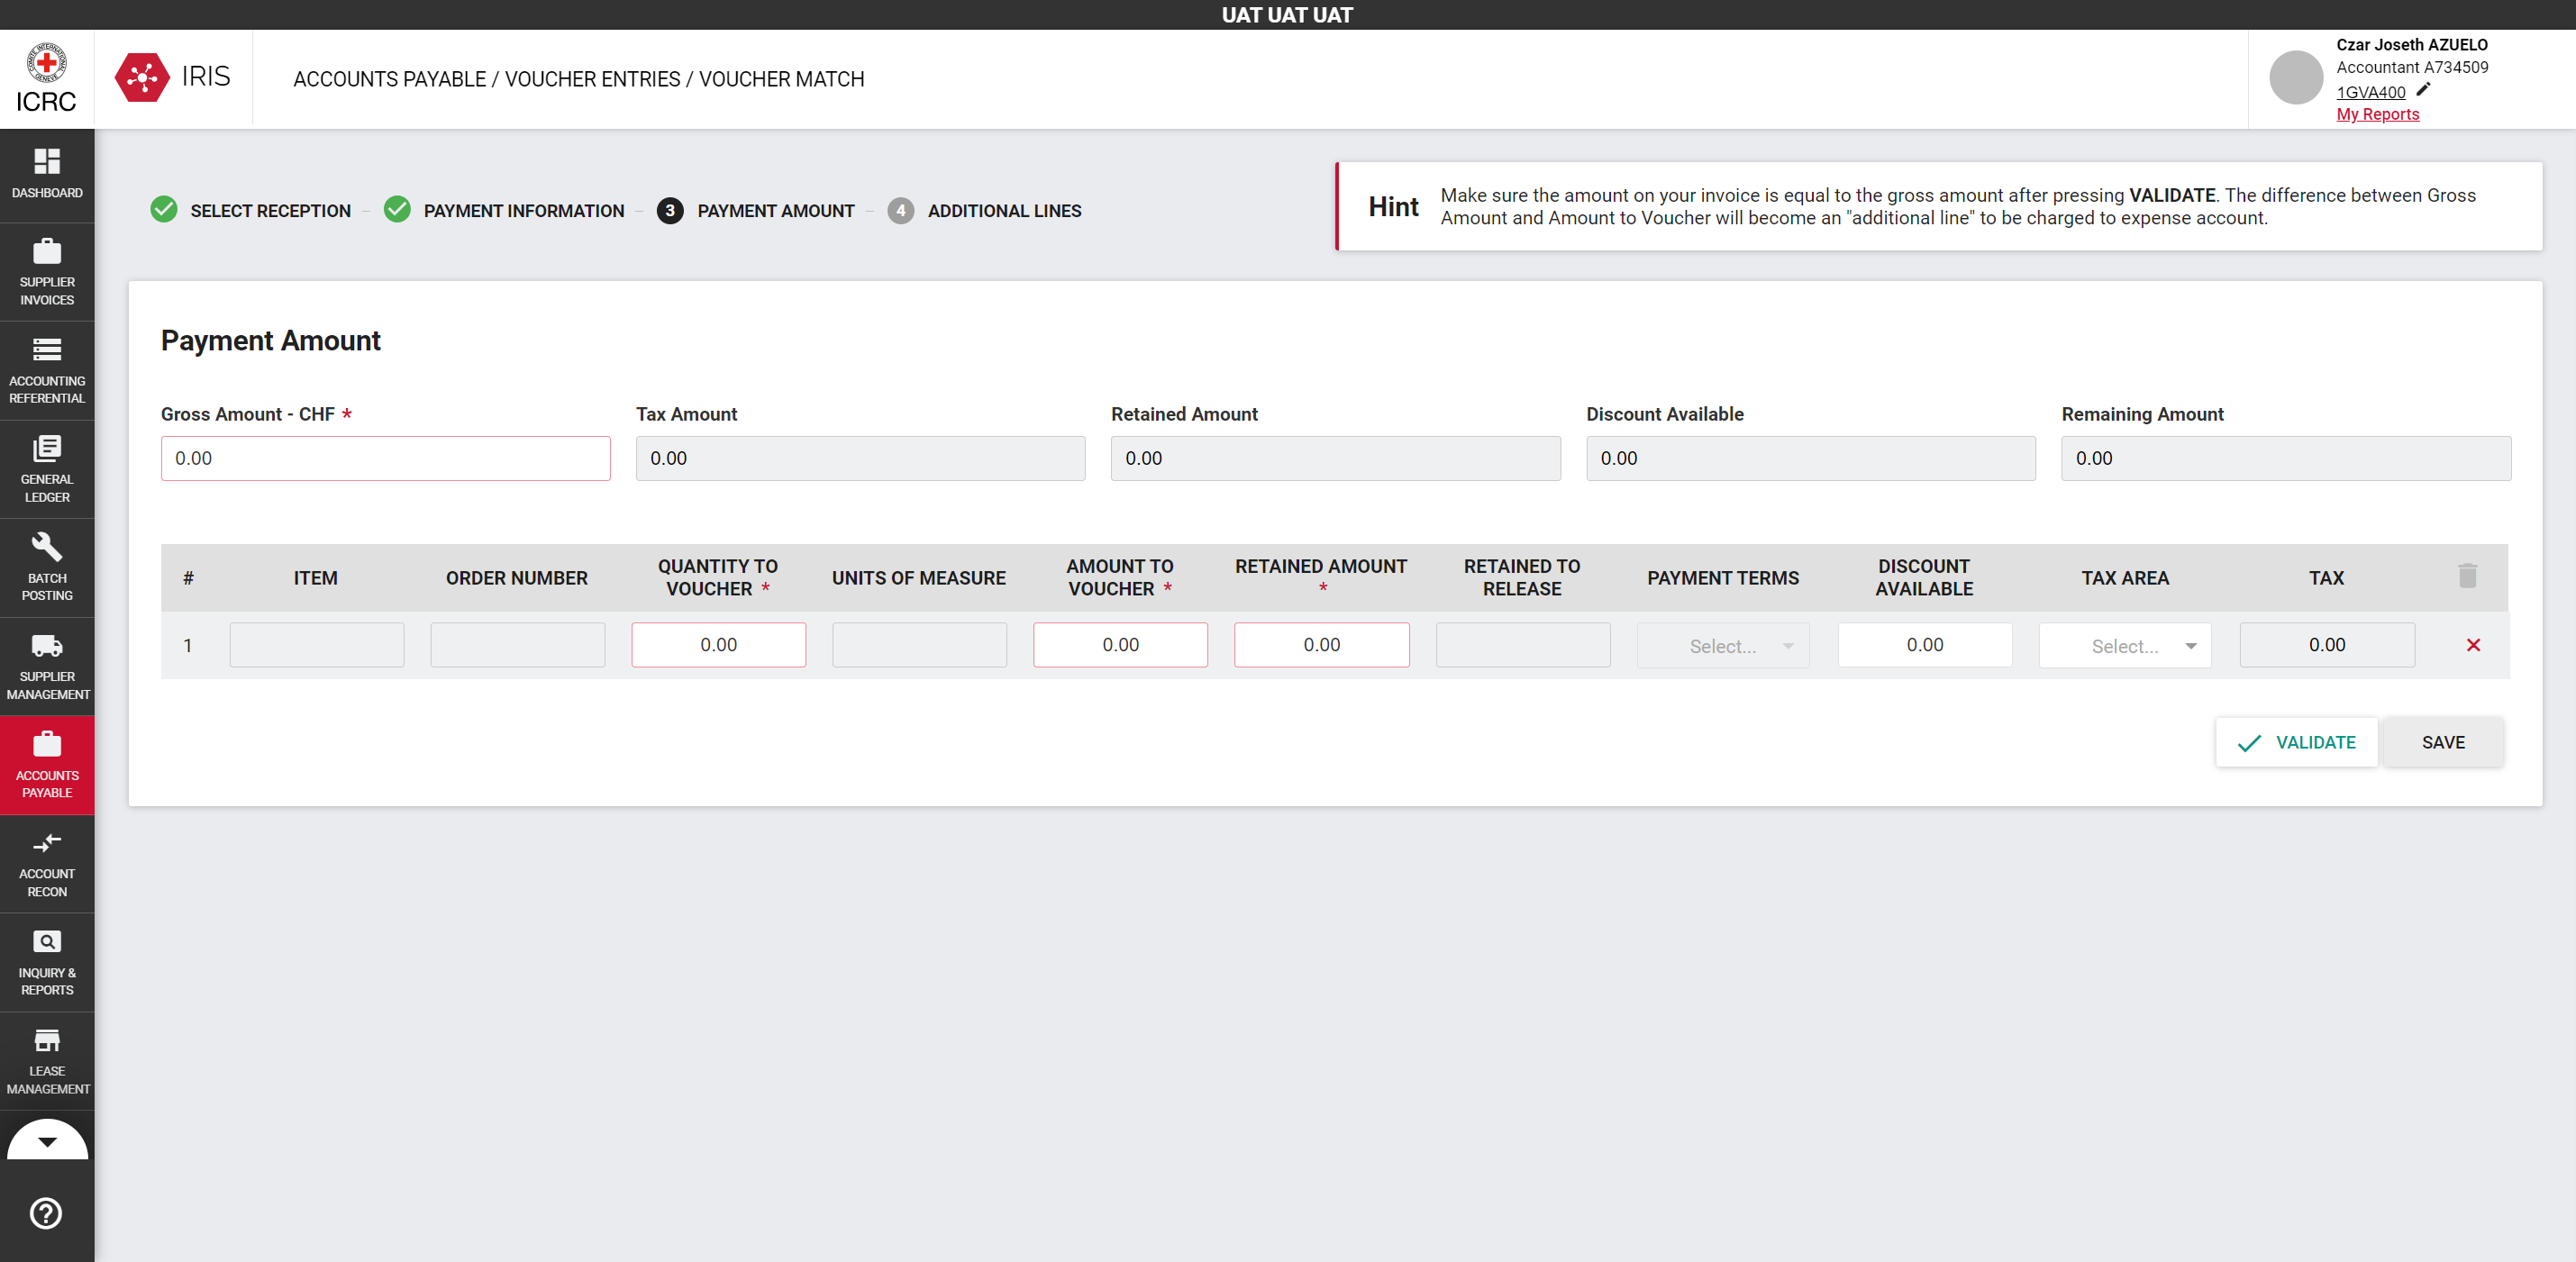 UAT UAT UAT
ICRC
IRIS
ACCOUNTS PAYABLE / VOUCHER ENTRIES / VOUCHER MATCH
Czar Joseth AZUELO
Accountant A734509
1GVA400
My Reports
DASHBOARD
SUPPLIER
INVOICES
ACCOUNTING
REFERENTIAL
GENERAL
LEDGER
BATCH
POSTING
SUPPLIER
MANAGEMENT
ACCOUNTS
PAYABLE
ACCOUNT
RECON
INQUIRY &
REPORTS
LEASE
MANAGEMENT
SELECT RECEPTION – PAYMENT INFORMATION – 3 PAYMENT AMOUNT – 4 ADDITIONAL LINES
Hint
Make sure the amount on your invoice is equal to the gross amount after pressing VALIDATE. The difference between Gross
Amount and Amount to Voucher will become an "additional line" to be charged to expense account.
Payment Amount
Gross Amount - CHF * Tax Amount Retained Amount Discount Available Remaining Amount
0.00 0.00 0.00 0.00 0.00
# ITEM ORDER NUMBER QUANTITY TO VOUCHER * UNITS OF MEASURE AMOUNT TO VOUCHER * RETAINED AMOUNT * RETAINED TO RELEASE PAYMENT TERMS DISCOUNT AVAILABLE TAX AREA TAX
1 0.00 0.00 0.00 Select... 0.00 Select... 0.00
VALIDATE SAVE